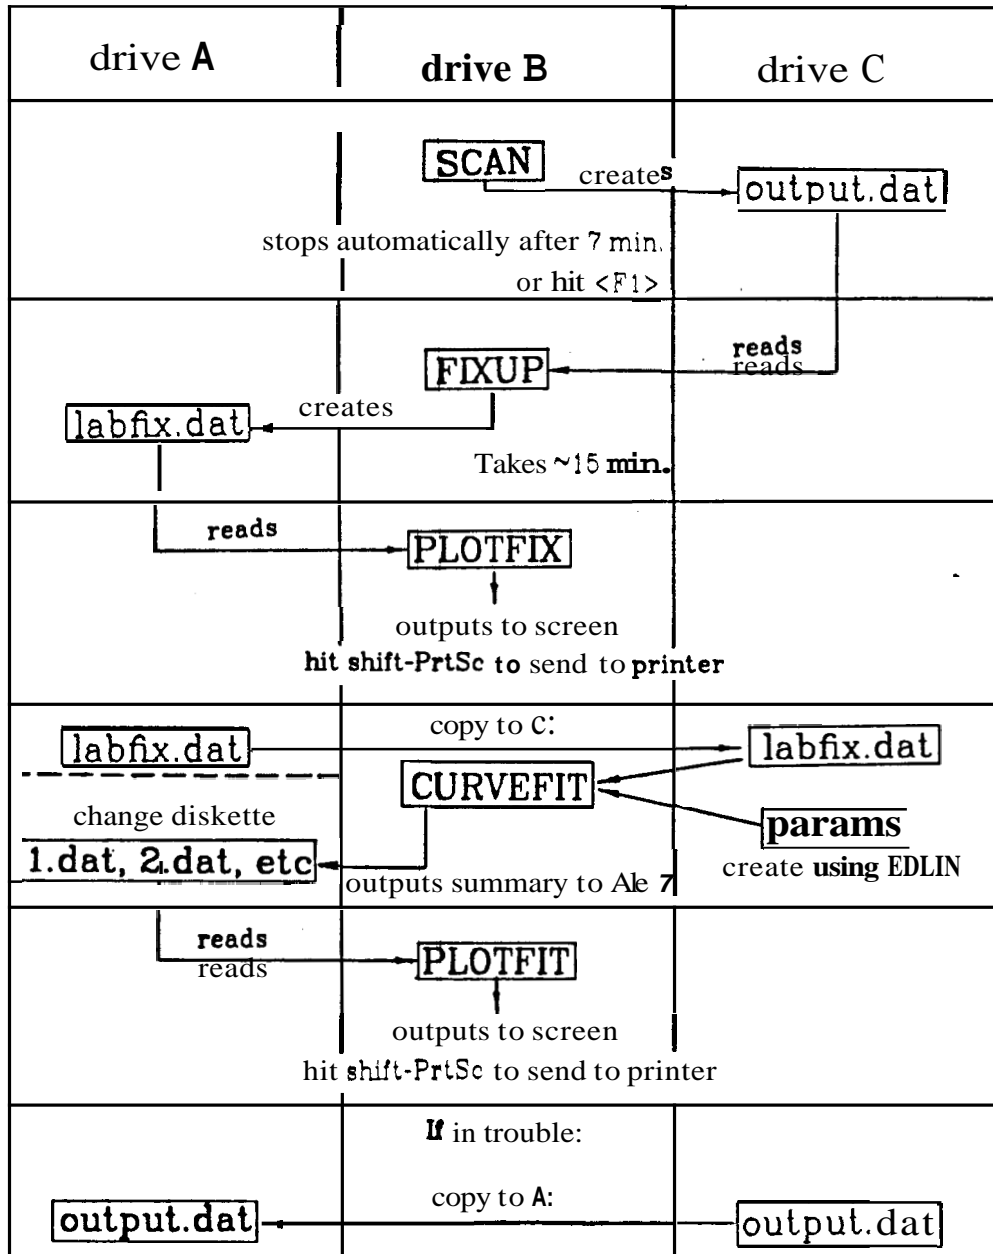 drive A
drive B
drive C
SCAN
creates
output.dat
stops automatically after 7 min.
or hit <F1>
reads
reads
FIXUP
creates
labfix.dat
Takes ~15 min.
reads
PLOTFIX
outputs to screen
hit shift-PrtSc to send to printer
copy to C:
labfix.dat
labfix.dat
CURVEFIT
change diskette
params
1.dat, 2.dat, etc
create using EDLIN
outputs summary to Ale 7
reads
reads
PLOTFIT
outputs to screen
hit shift-PrtSc to send to printer
If in trouble:
copy to A:
output.dat
output.dat